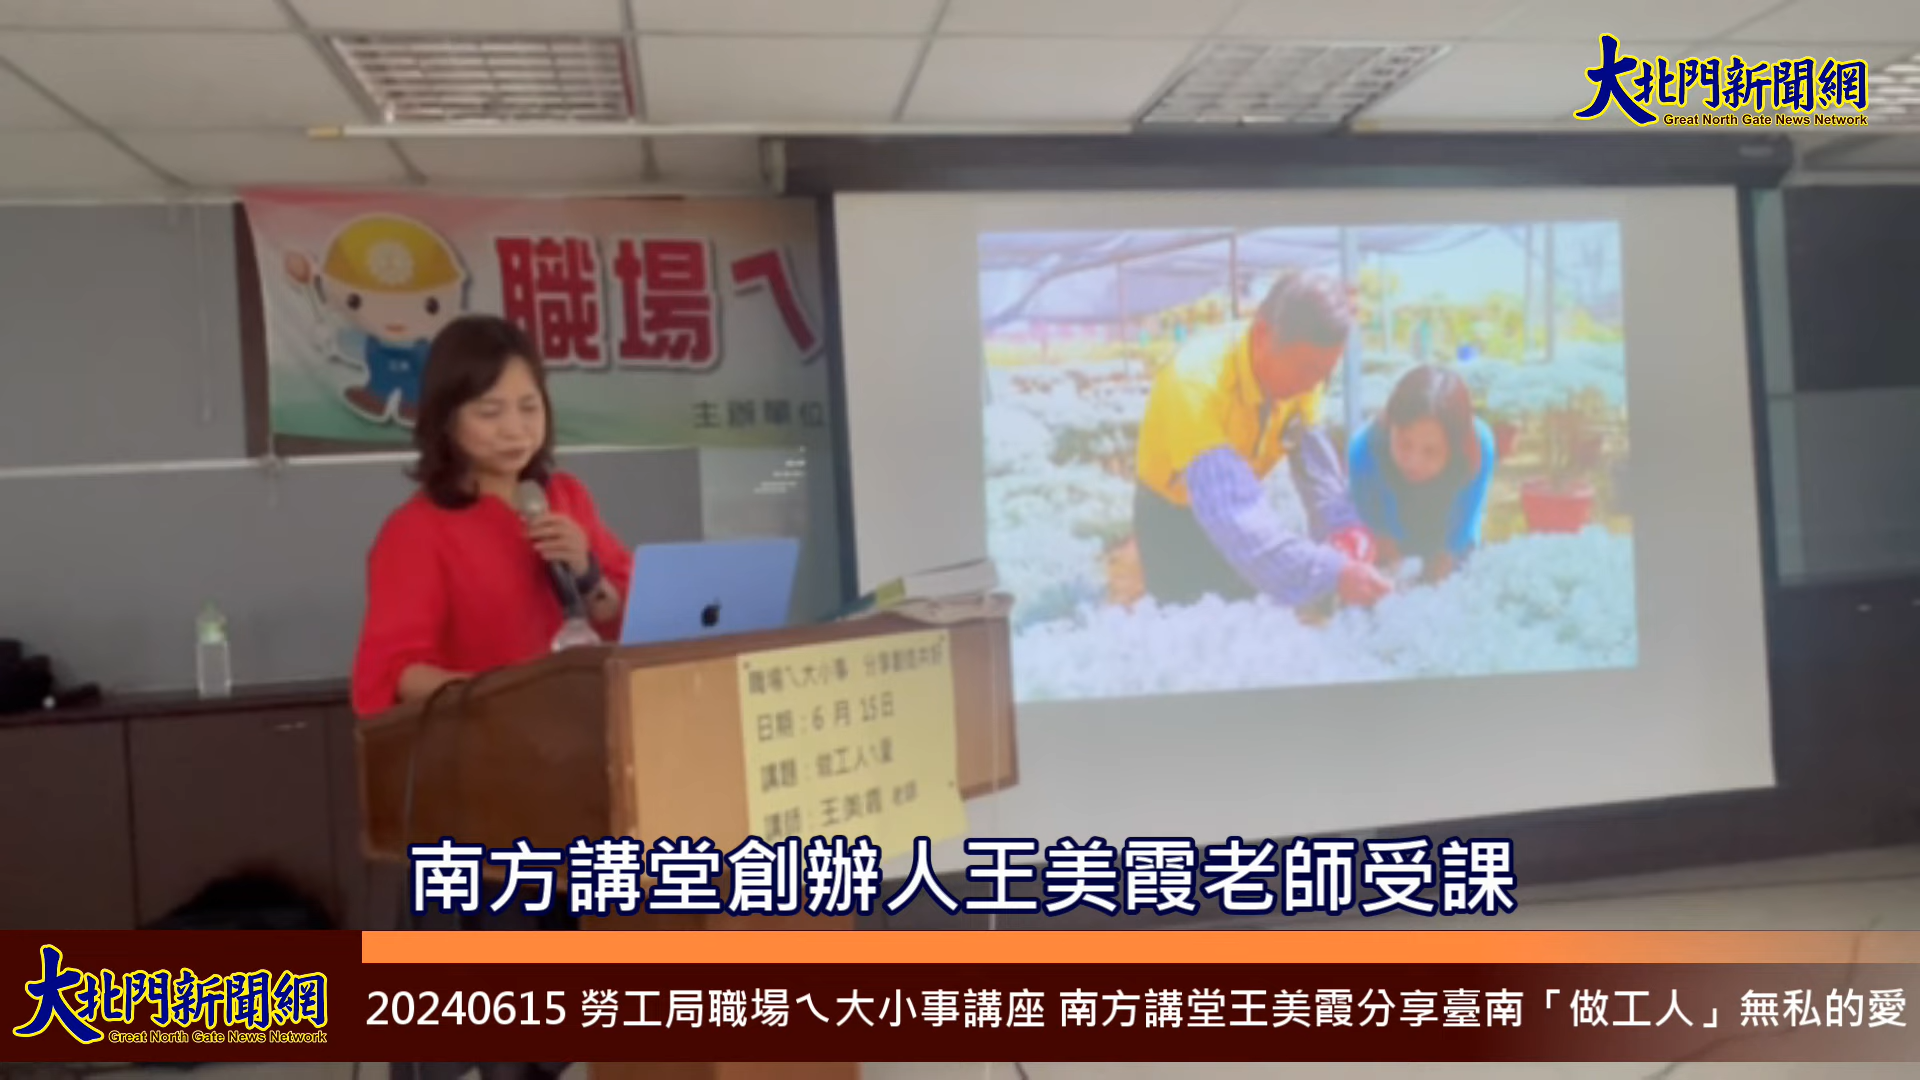 大北門新聞網
Great North Gate News Network
職場ㄟ
主辦單位
職場ㄟ大小事
日期：6 月 15日
講題：做工人ㄟ愛
講師：王美霞 老師
南方講堂創辦人王美霞老師受課
大北門新聞網
Great North Gate News Network
20240615 勞工局職場ㄟ大小事講座 南方講堂王美霞分享臺南「做工人」無私的愛